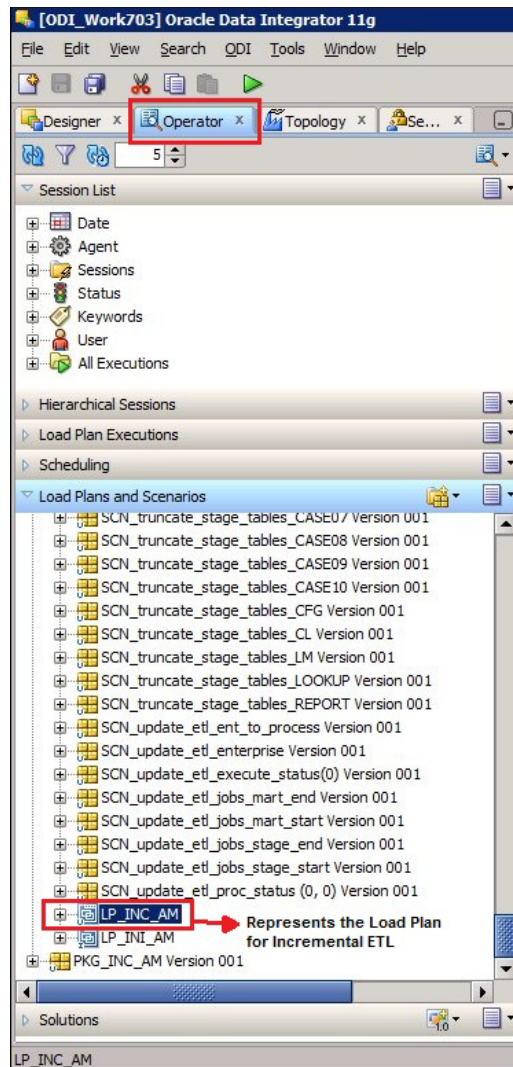 [ODI_Work703] Oracle Data Integrator 11g
File Edit View Search ODI Tools Window Help
Designer x Operator x Topology x Se... x
5
Session List
Date
Agent
Sessions
Status
Keywords
User
All Executions
Hierarchical Sessions
Load Plan Executions
Scheduling
Load Plans and Scenarios
SCN_truncate_stage_tables_CASE07 Version 001
SCN_truncate_stage_tables_CASE08 Version 001
SCN_truncate_stage_tables_CASE09 Version 001
SCN_truncate_stage_tables_CASE10 Version 001
SCN_truncate_stage_tables_CFG Version 001
SCN_truncate_stage_tables_CL Version 001
SCN_truncate_stage_tables_LM Version 001
SCN_truncate_stage_tables_LOOKUP Version 001
SCN_truncate_stage_tables_REPORT Version 001
SCN_update_etl_ent_to_process Version 001
SCN_update_etl_enterprise Version 001
SCN_update_etl_execute_status(0) Version 001
SCN_update_etl_jobs_mart_end Version 001
SCN_update_etl_jobs_mart_start Version 001
SCN_update_etl_jobs_stage_end Version 001
SCN_update_etl_jobs_stage_start Version 001
SCN_update_etl_proc_status (0, 0) Version 001
LP_INC_AM
Represents the Load Plan
for Incremental ETL
LP_INI_AM
PKG_INC_AM Version 001
Solutions
1.0
LP_INC_AM